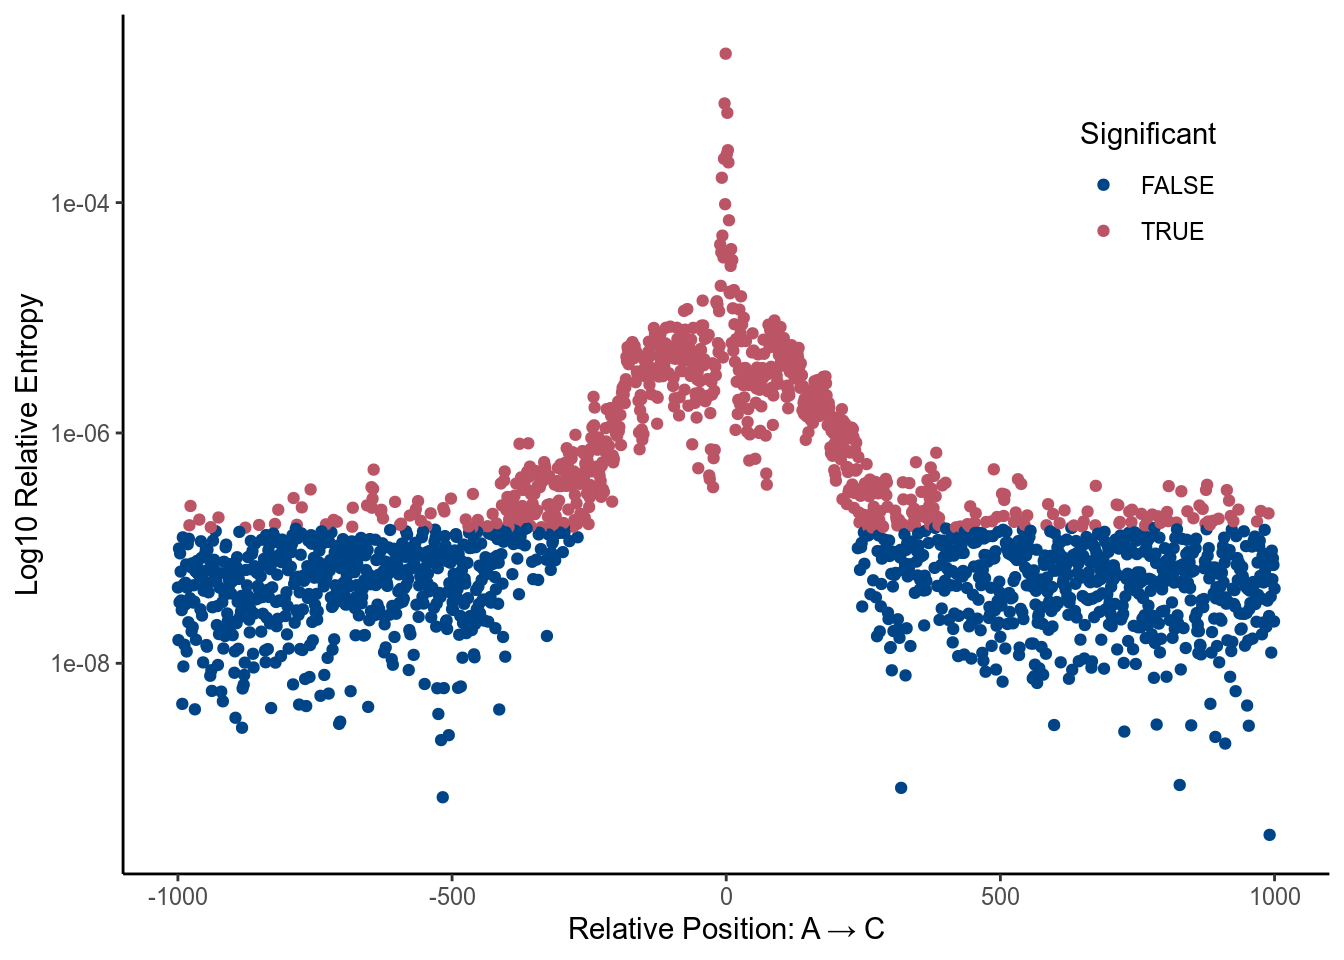 Significant
FALSE
TRUE
Log10 Relative Entropy
1e-04
1e-06
1e-08
-1000
-500
0
500
1000
Relative Position: A → C